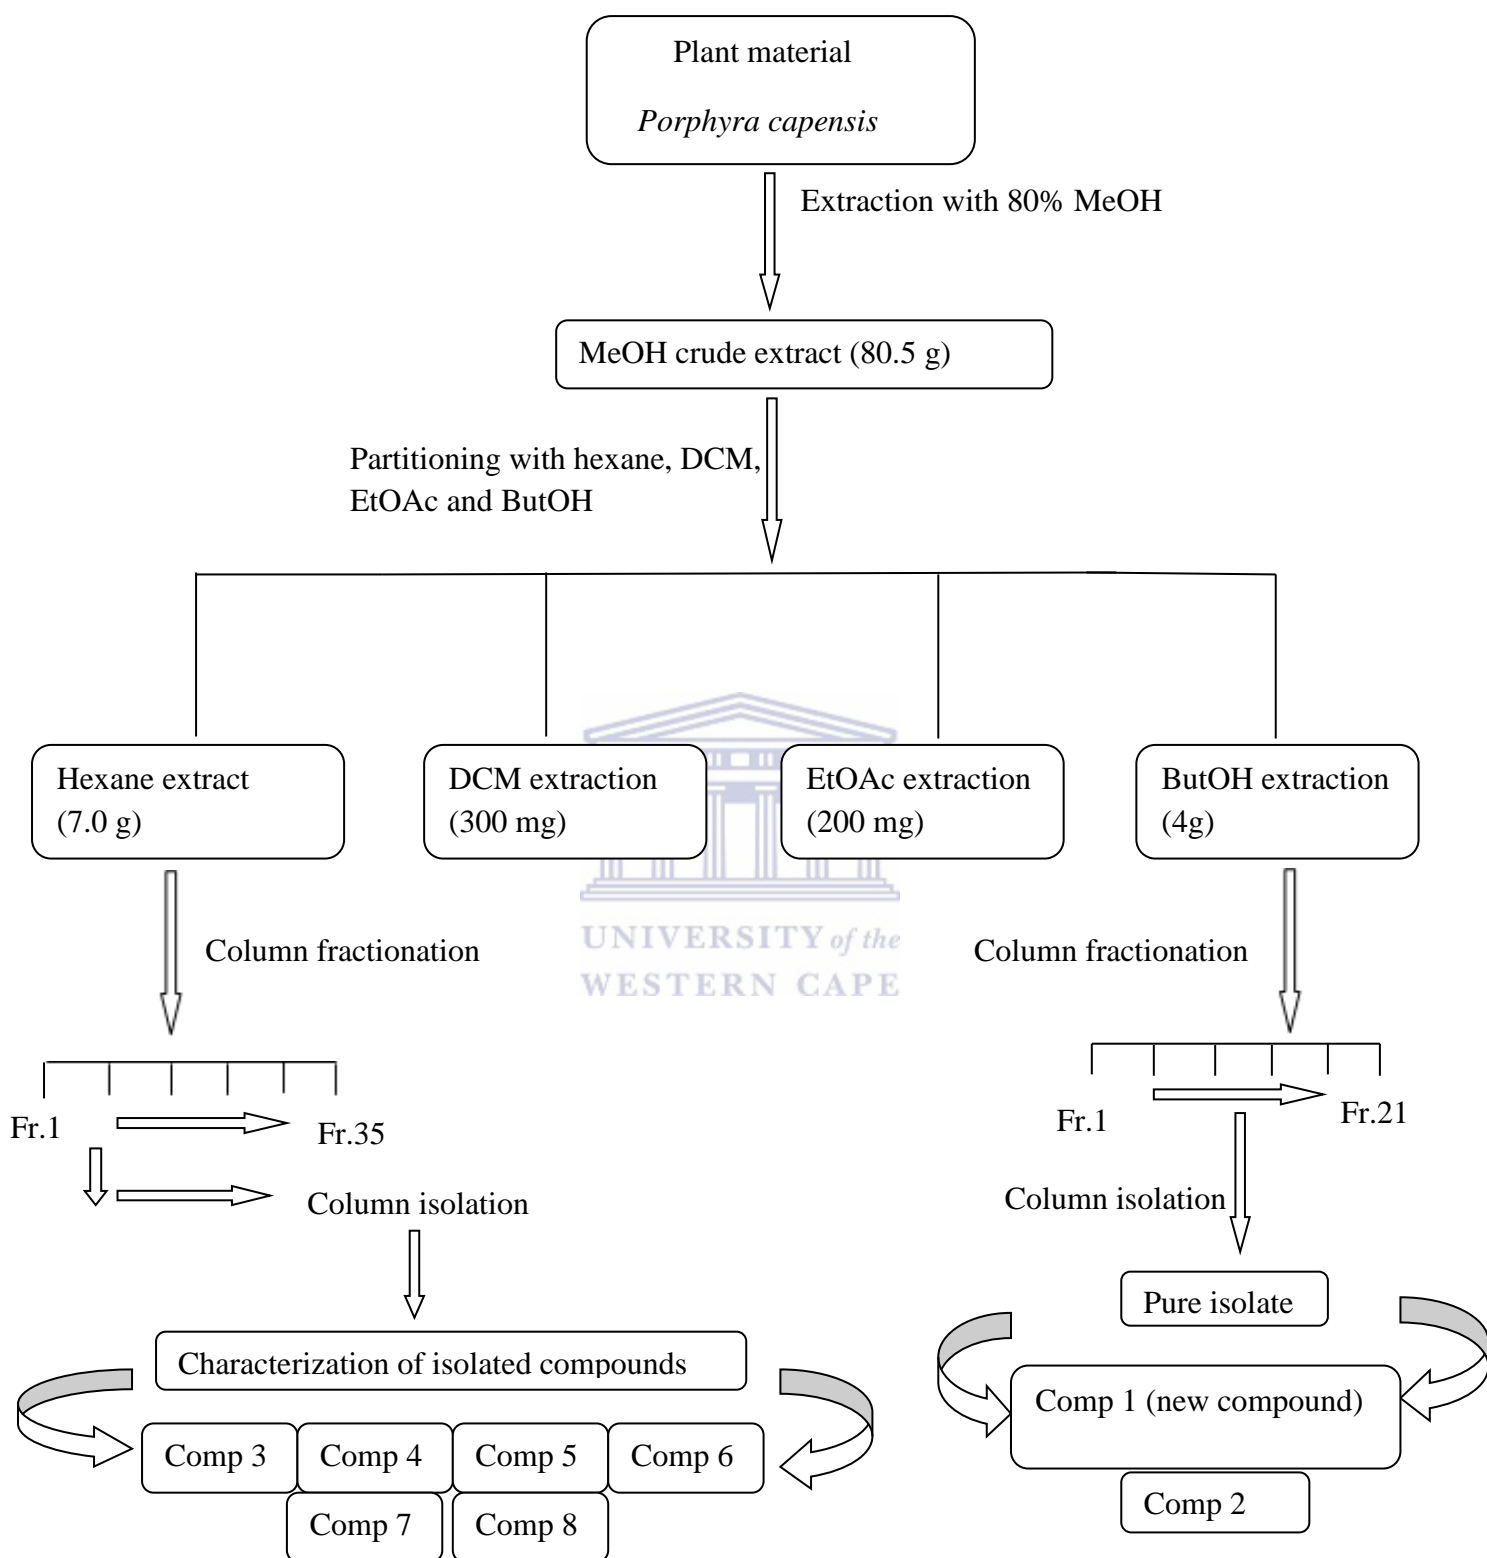 Plant material
Porphyra capensis
Extraction with 80% MeOH
MeOH crude extract (80.5 g)
Partitioning with hexane, DCM,
EtOAc and ButOH
Hexane extract
(7.0 g)
DCM extraction
(300 mg)
EtOAc extraction
(200 mg)
ButOH extraction
(4g)
UNIVERSITY of the
WESTERN CAPE
Column fractionation
Column fractionation
Fr.1
Fr.35
Fr.1
Fr.21
Column isolation
Column isolation
Pure isolate
Characterization of isolated compounds
Comp 1 (new compound)
Comp 3
Comp 4
Comp 5
Comp 6
Comp 2
Comp 7
Comp 8